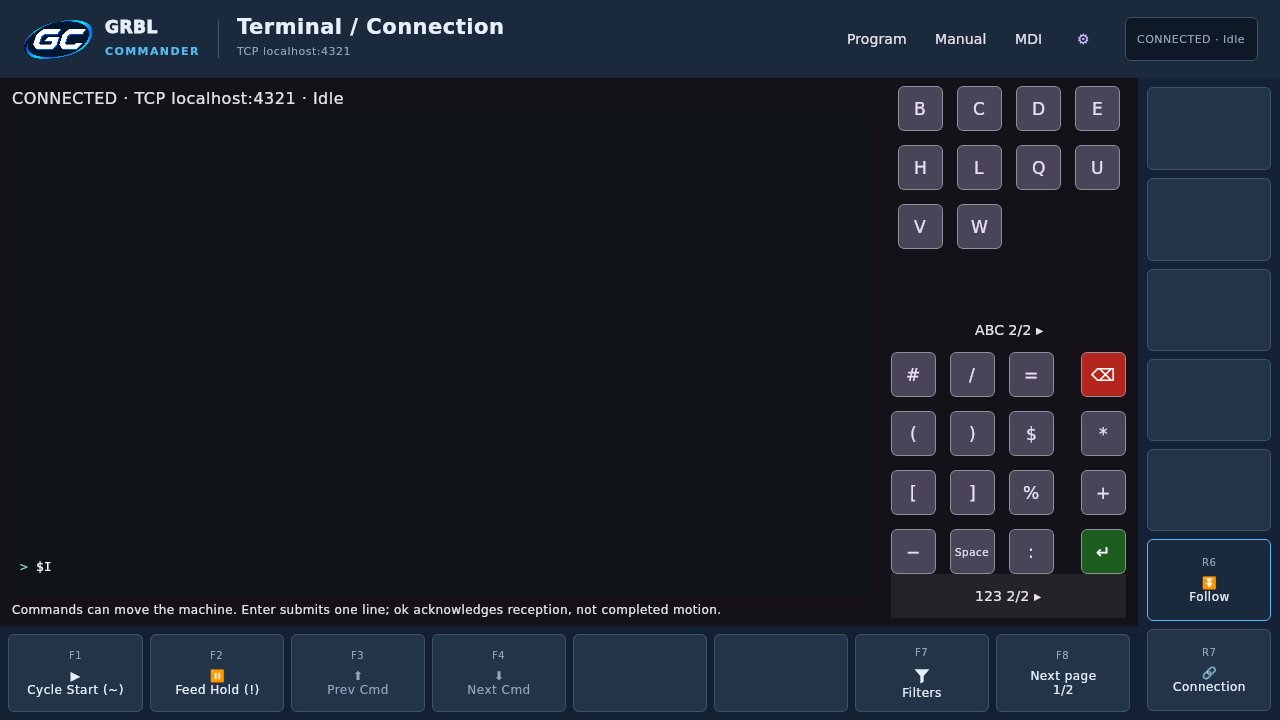 GC
GRBL
COMMANDER
Terminal / Connection
TCP localhost:4321
Program
Manual
MDI
⚙
CONNECTED · Idle
CONNECTED · TCP localhost:4321 · Idle
B C D E
H L Q U
V W
ABC 2/2 ▸
# / = ⌫
( ) $ *
[ ] % +
− Space : ↵
123 2/2 ▸
> $I
Commands can move the machine. Enter submits one line; ok acknowledges reception, not completed motion.
R6
⏬
Follow
R7
🔗
Connection
F1
▶
Cycle Start (~)
F2
⏸
Feed Hold (!)
F3
⬆
Prev Cmd
F4
⬇
Next Cmd
F7
Filters
F8
Next page
1/2